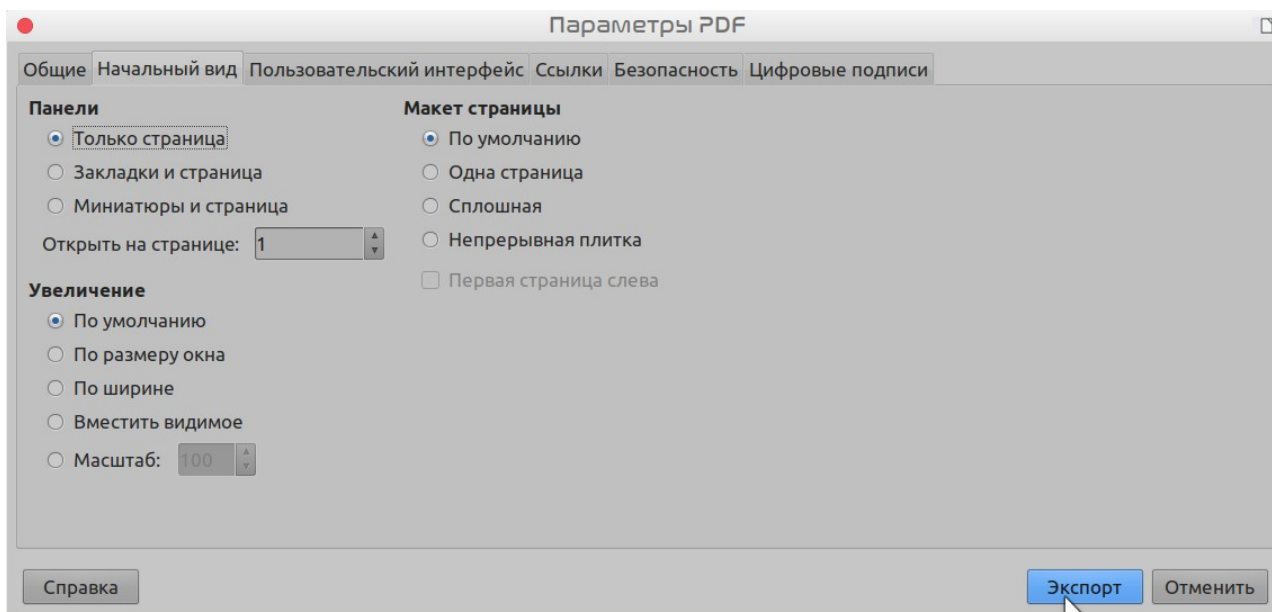 Параметры PDF
Общие Начальный вид Пользовательский интерфейс Ссылки Безопасность Цифровые подписи
Панели
Только страница
Закладки и страница
Миниатюры и страница
Открыть на странице: 1
Увеличение
По умолчанию
По размеру окна
По ширине
Вместить видимое
Масштаб: 100
Макет страницы
По умолчанию
Одна страница
Сплошная
Непрерывная плитка
Первая страница слева
Справка
Экспорт
Отменить